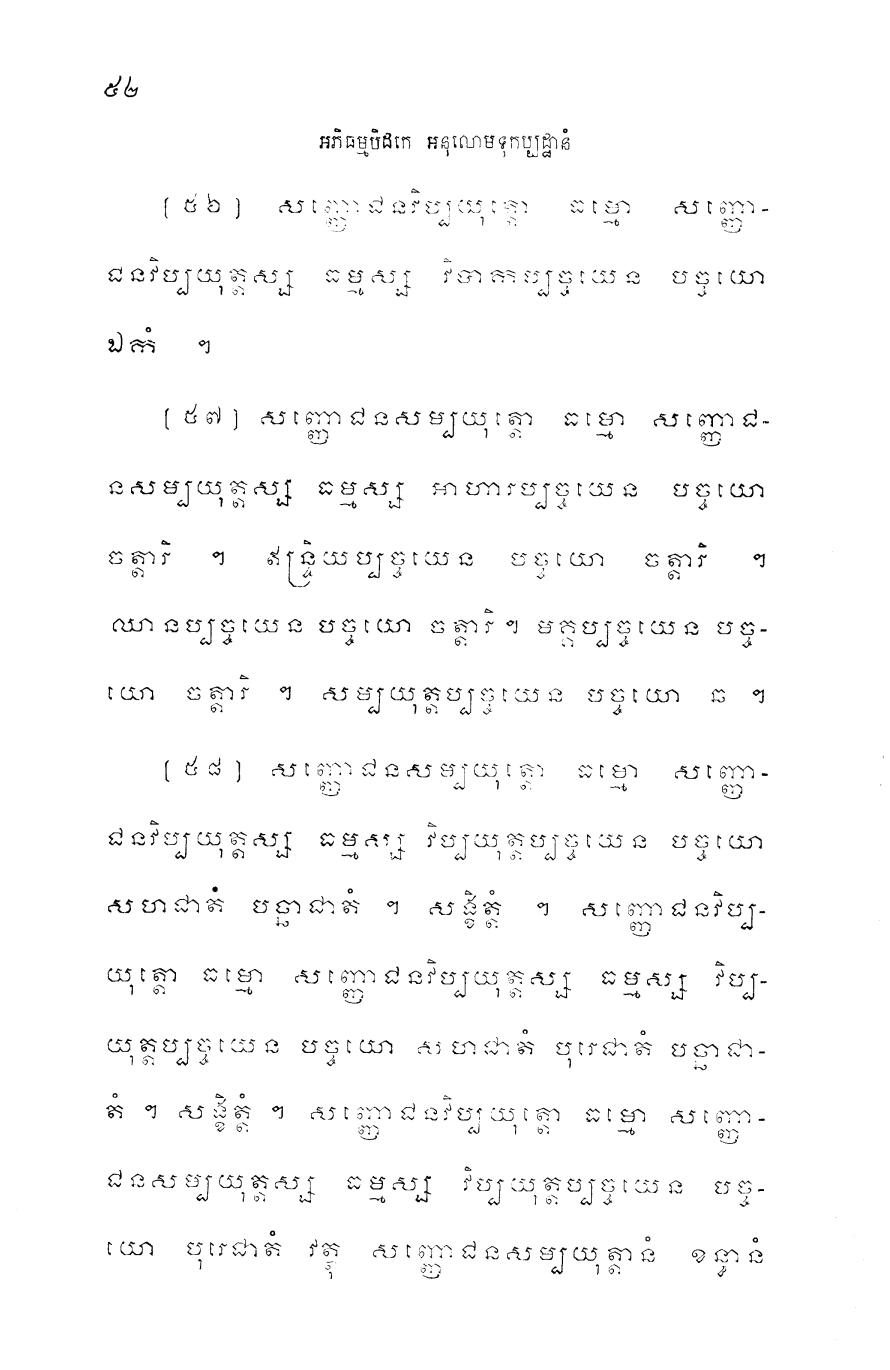 ៥២
អភិធម្មបិដកេ អនុលោមទុកប្បដ្ឋានំ
[៥៦] សញ្ញោជនវិប្បយុត្តោ ធម្មោ សញ្ញោ-
ជនវិប្បយុត្តស្ស ធម្មស្ស វិបាកប្បច្ចយេន បច្ចយោ
ឯកំ ។
[៥៧] សញ្ញោជនសម្បយុត្តោ ធម្មោ សញ្ញោជ-
នសម្បយុត្តស្ស ធម្មស្ស អាហារប្បច្ចយេន បច្ចយោ
ចត្តារិ ។ ឥន្ទ្រិយប្បច្ចយេន បច្ចយោ ចត្តារិ ។
ឈានប្បច្ចយេន បច្ចយោ ចត្តារិ ។ មគ្គប្បច្ចយេន បច្ច-
យោ ចត្តារិ ។ សម្បយុត្តប្បច្ចយេន បច្ចយោ ឆ ។
[៥៨] សញ្ញោជនសម្បយុត្តោ ធម្មោ សញ្ញោ-
ជនវិប្បយុត្តស្ស ធម្មស្ស វិប្បយុត្តប្បច្ចយេន បច្ចយោ
សហជាតំ បច្ឆាជាតំ ។ សង្ខិត្តំ ។ សញ្ញោជនវិប្ប-
យុត្តោ ធម្មោ សញ្ញោជនវិប្បយុត្តស្ស ធម្មស្ស វិប្ប-
យុត្តប្បច្ចយេន បច្ចយោ សហជាតំ បុរេជាតំ បច្ឆាជា-
តំ ។ សង្ខិត្តំ ។ សញ្ញោជនវិប្បយុត្តោ ធម្មោ សញ្ញោ-
ជនសម្បយុត្តស្ស ធម្មស្ស វិប្បយុត្តប្បច្ចយេន បច្ច-
យោ បុរេជាតំ វត្ថុ សញ្ញោជនសម្បយុត្តានំ ខន្ធានំ